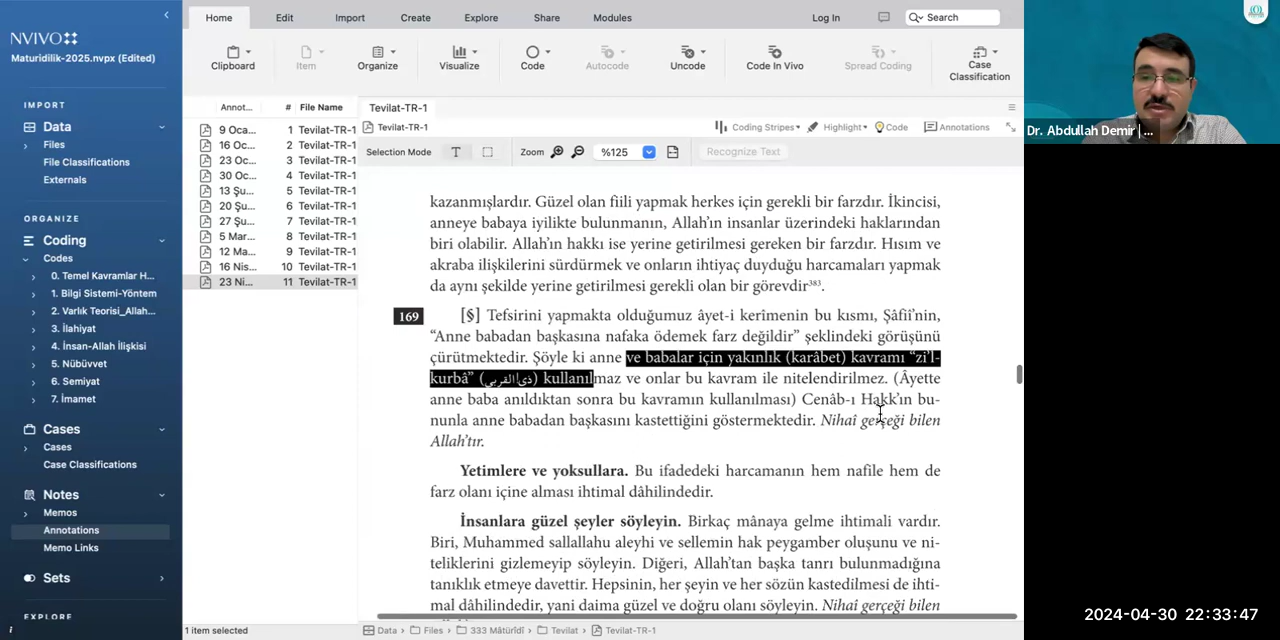 Home
Edit
Import
Create
Explore
Share
Modules
Log In
Search
NVIVO
Maturidilik-2025.nvpx (Edited)
Clipboard
Item
Organize
Visualize
Code
Autocode
Uncode
Code In Vivo
Spread Coding
Case
Classification
IMPORT
Data
Files
File Classifications
Externals
ORGANIZE
Coding
Codes
0. Temel Kavramlar H...
1. Bilgi Sistemi-Yöntem
2. Varlık Teorisi_Allah...
3. İlahiyat
4. İnsan-Allah İlişkisi
5. Nübüvvet
6. Semiyat
7. İmamet
Cases
Cases
Case Classifications
Notes
Memos
Annotations
Memo Links
Sets
EXPLORE
Annot... # File Name
9 Oca... 1 Tevilat-TR-1
16 Oc... 2 Tevilat-TR-1
23 Oc... 3 Tevilat-TR-1
30 Oc... 4 Tevilat-TR-1
13 Şu... 5 Tevilat-TR-1
20 Şu... 6 Tevilat-TR-1
27 Şu... 7 Tevilat-TR-1
5 Mar... 8 Tevilat-TR-1
12 Ma... 9 Tevilat-TR-1
16 Nis... 10 Tevilat-TR-1
23 Ni... 11 Tevilat-TR-1
1 item selected
Tevilat-TR-1
Tevilat-TR-1
Coding Stripes
Highlight
Code
Annotations
Selection Mode
T
Zoom
%125
Recognize Text
kazanmışlardır. Güzel olan fiili yapmak herkes için gerekli bir farzdır. İkincisi,
anneye babaya iyilikte bulunmanın, Allah’ın insanlar üzerindeki haklarından
biri olabilir. Allah’ın hakkı ise yerine getirilmesi gereken bir farzdır. Hısım ve
akraba ilişkilerini sürdürmek ve onların ihtiyaç duyduğu harcamaları yapmak
da aynı şekilde yerine getirilmesi gerekli olan bir görevdir³⁸³.
169
[§] Tefsirini yapmakta olduğumuz âyet-i kerîmenin bu kısmı, Şâfiî’nin,
“Anne babadan başkasına nafaka ödemek farz değildir” şeklindeki görüşünü
çürütmektedir. Şöyle ki anne ve babalar için yakınlık (karâbet) kavramı “zi’l-
kurbâ” (ذي القربى) kullanılmaz ve onlar bu kavram ile nitelendirilmez. (Âyette
anne baba anıldıktan sonra bu kavramın kullanılması) Cenâb-ı Hakk’ın bu-
nunla anne babadan başkasını kastettiğini göstermektedir. Nihaî gerçeği bilen
Allah’tır.
Yetimlere ve yoksullara. Bu ifadedeki harcamanın hem nafile hem de
farz olanı içine alması ihtimal dâhilindedir.
İnsanlara güzel şeyler söyleyin. Birkaç mânaya gelme ihtimali vardır.
Biri, Muhammed sallallahu aleyhi ve sellemin hak peygamber oluşunu ve ni-
teliklerini gizlemeyip söyleyin. Diğeri, Allah’tan başka tanrı bulunmadığına
tanıklık etmeye davettir. Hepsinin, her şeyin ve her sözün kastedilmesi de ihti-
mal dâhilindedir, yani daima güzel ve doğru olanı söyleyin. Nihaî gerçeği bilen
Data
Files
333 Mâtürîdî
Tevilat
Tevilat-TR-1
Dr. Abdullah Demir | ...
2024-04-30 22:33:47